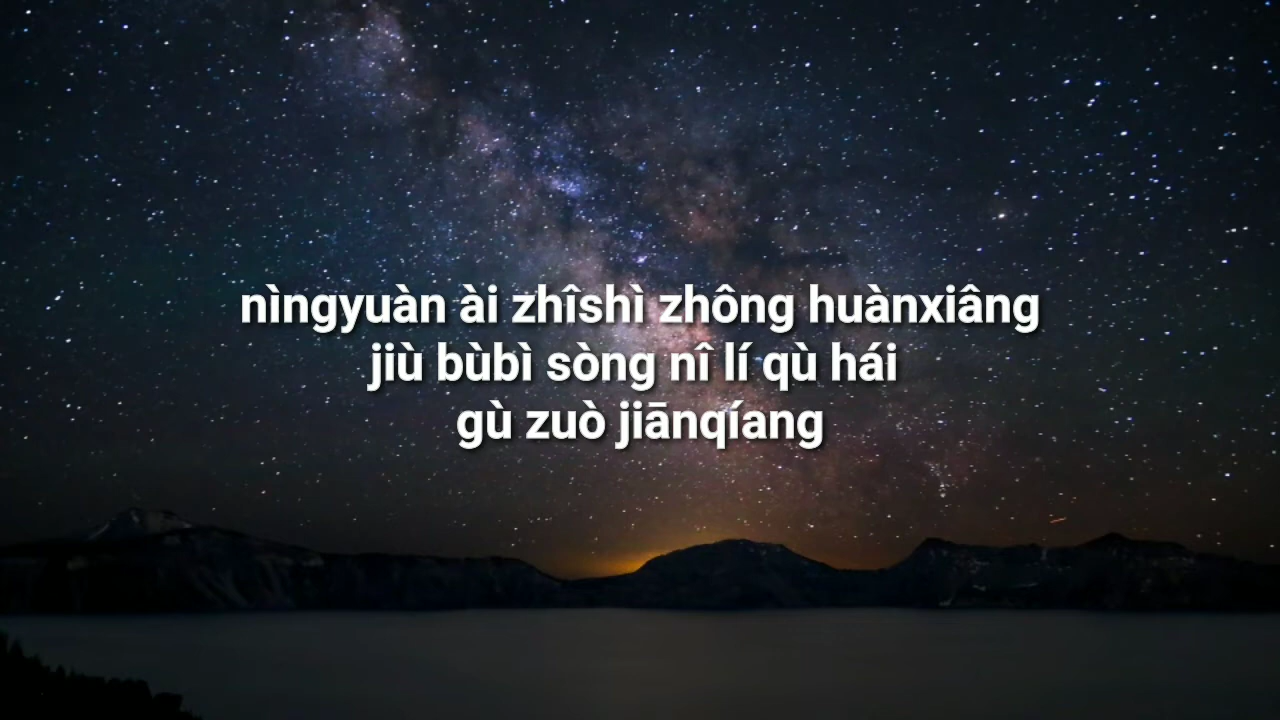 nìngyuàn ài zhîshì zhông huànxiâng
jiù bùbì sòng nî lí qù hái
gù zuò jiānqíang